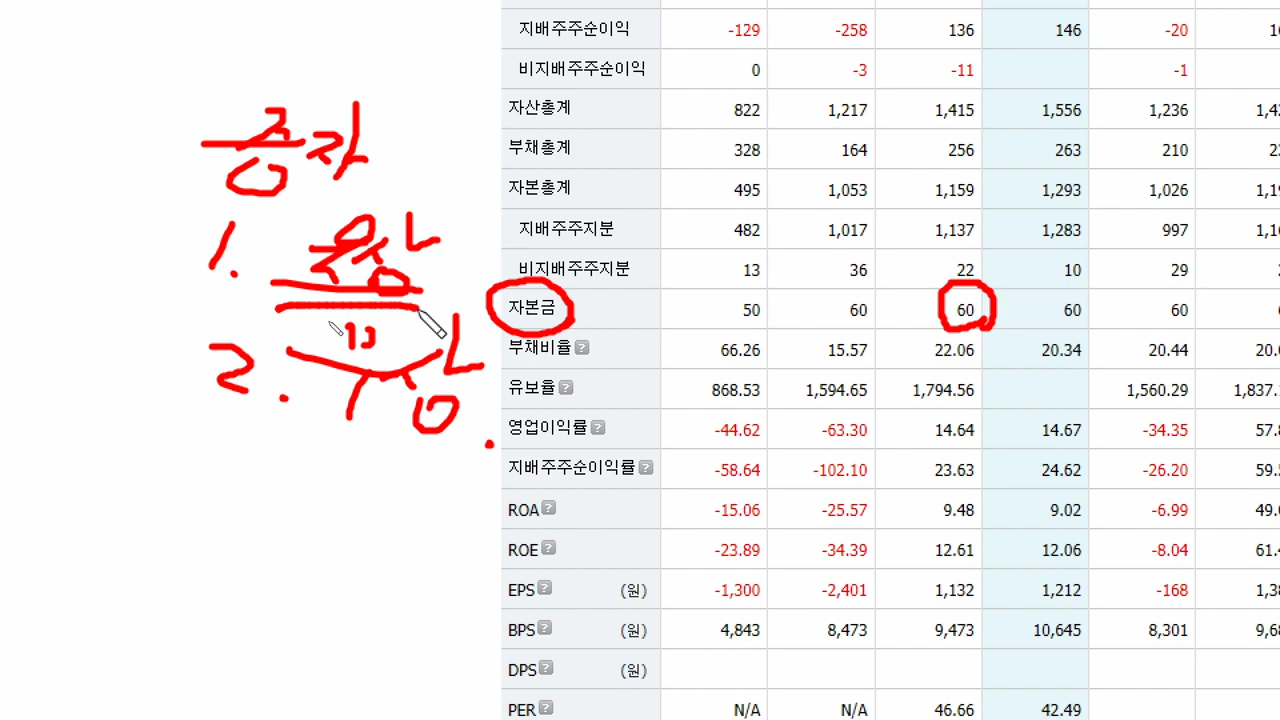 지배주주순이익 -129 -258 136 146 -20
비지배주주순이익 0 -3 -11 -1
자산총계 822 1,217 1,415 1,556 1,236
부채총계 328 164 256 263 210
자본총계 495 1,053 1,159 1,293 1,026
지배주주지분 482 1,017 1,137 1,283 997
비지배주주지분 13 36 22 10 29
자본금 50 60 60 60 60
부채비율 66.26 15.57 22.06 20.34 20.44
유보율 868.53 1,594.65 1,794.56 1,560.29
영업이익률 -44.62 -63.30 14.64 14.67 -34.35
지배주주순이익률 -58.64 -102.10 23.63 24.62 -26.20
ROA -15.06 -25.57 9.48 9.02 -6.99
ROE -23.89 -34.39 12.61 12.06 -8.04
EPS (원) -1,300 -2,401 1,132 1,212 -168
BPS (원) 4,843 8,473 9,473 10,645 8,301
DPS (원)
PER N/A N/A 46.66 42.49
증자
1. 유상
2.